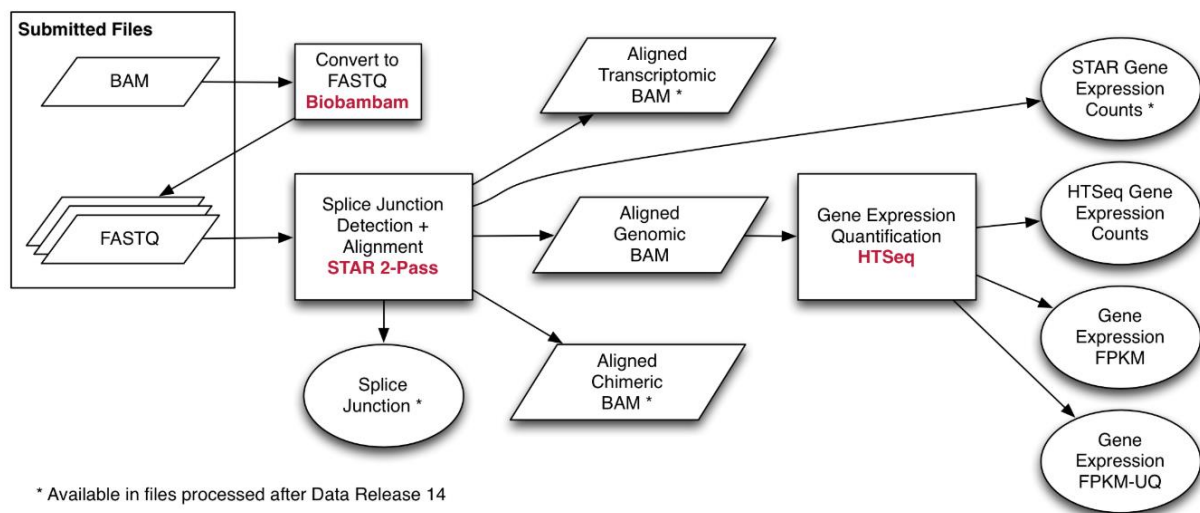 Submitted Files
BAM
Convert to
FASTQ
Biobambam
Aligned
Transcriptomic
BAM *
STAR Gene
Expression
Counts *
FASTQ
Splice Junction
Detection +
Alignment
STAR 2-Pass
Aligned
Genomic
BAM
Gene Expression
Quantification
HTSeq
HTSeq Gene
Expression
Counts
Gene
Expression
FPKM
Splice
Junction *
Aligned
Chimeric
BAM *
Gene
Expression
FPKM-UQ
* Available in files processed after Data Release 14